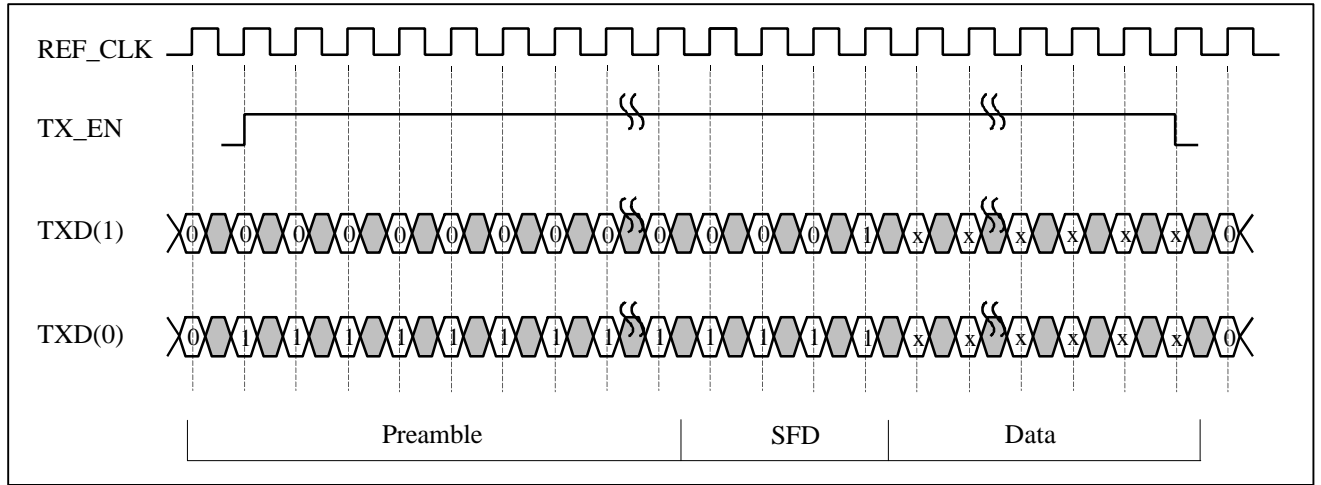 REF_CLK
TX_EN
TXD(1) 0 0 0 0 0 0 0 0 0 0 0 0 0 1 x x x x x x 0
TXD(0) 0 1 1 1 1 1 1 1 1 1 1 1 1 1 x x x x x x 0
Preamble SFD Data